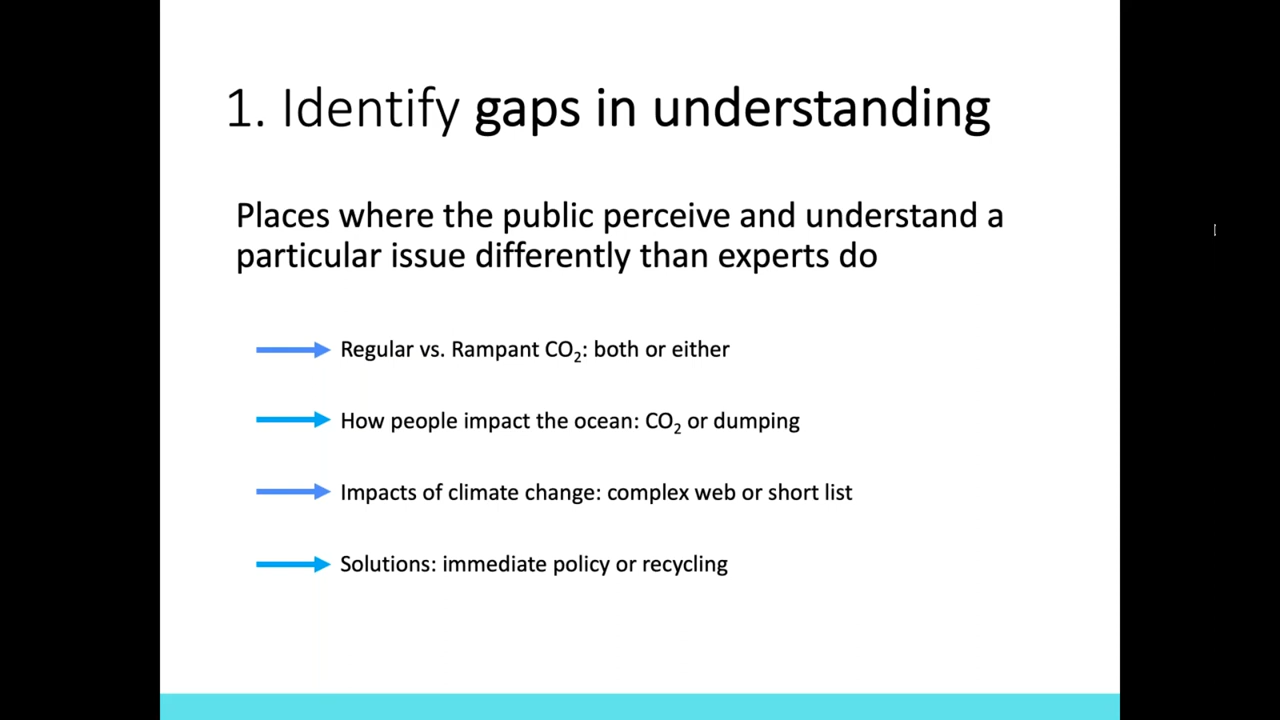 1. Identify gaps in understanding
Places where the public perceive and understand a
particular issue differently than experts do
Regular vs. Rampant CO₂: both or either
How people impact the ocean: CO₂ or dumping
Impacts of climate change: complex web or short list
Solutions: immediate policy or recycling